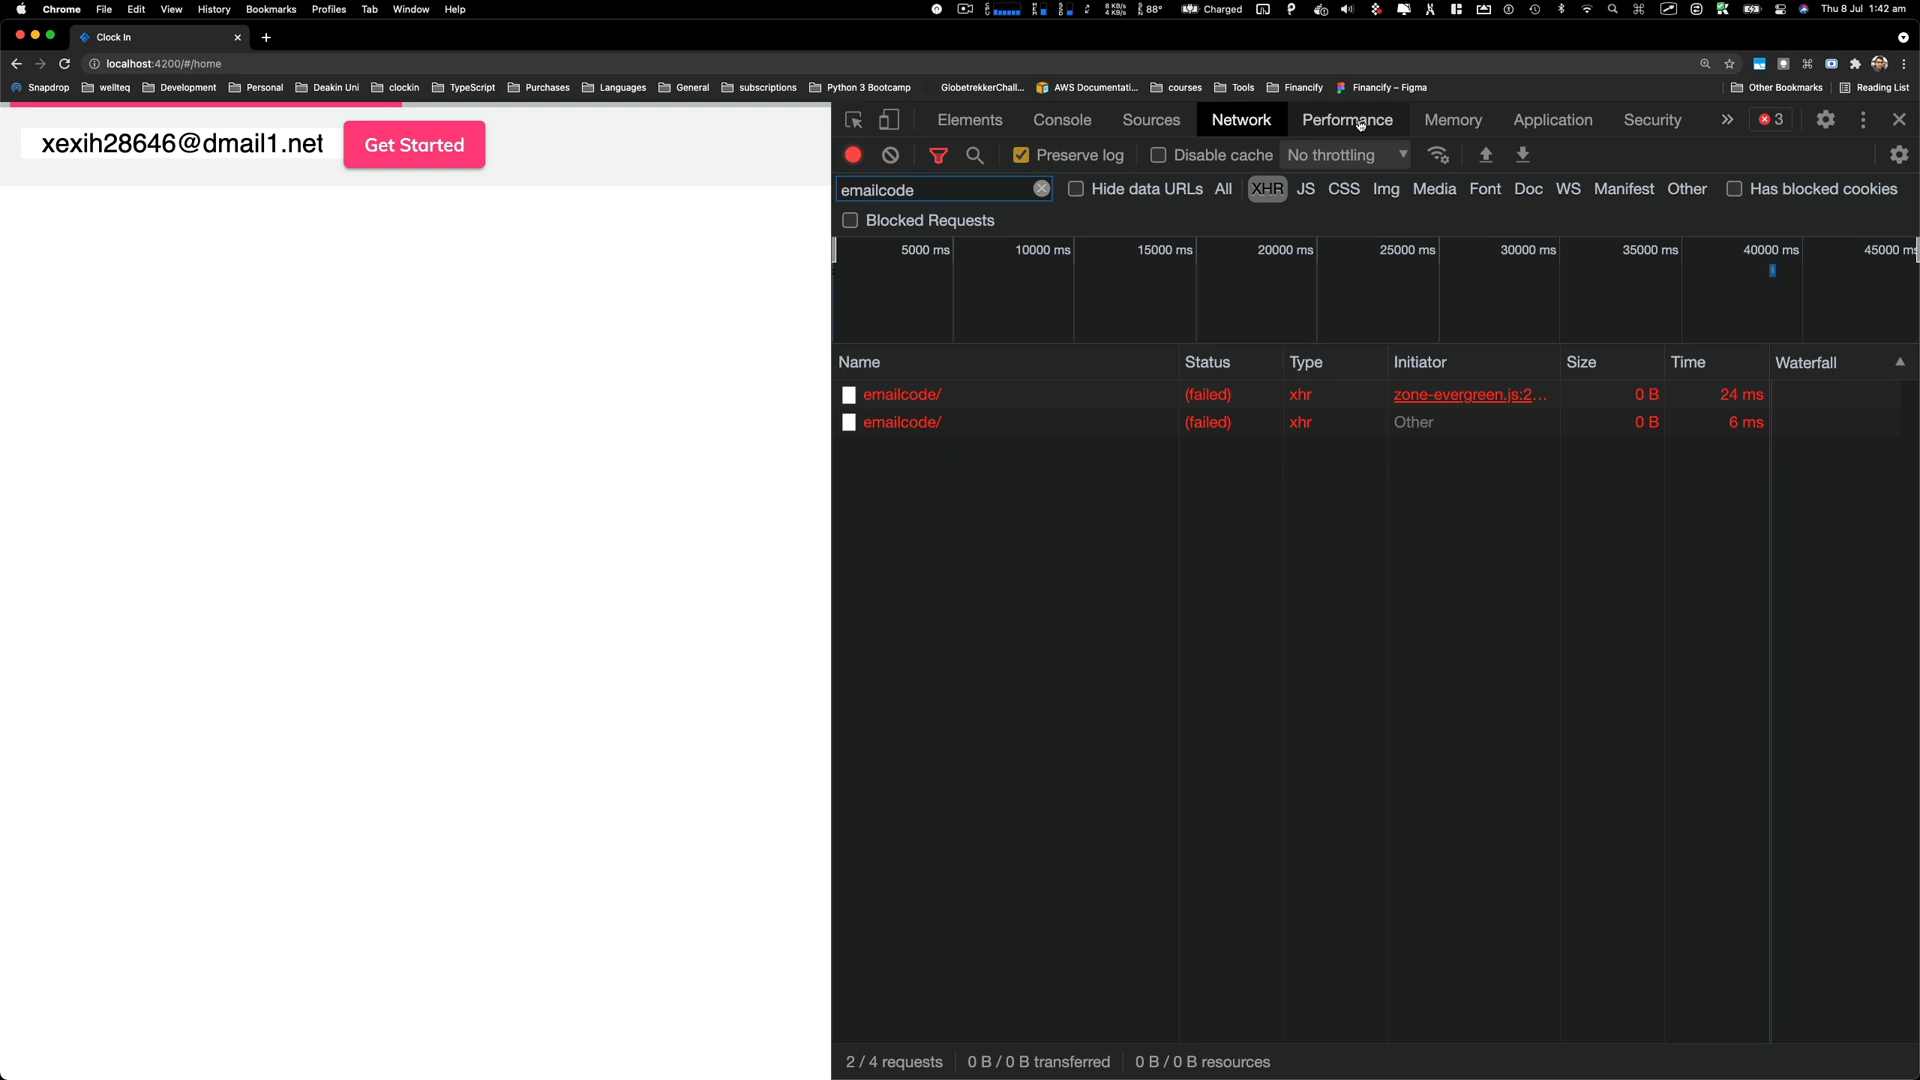 Chrome File Edit View History Bookmarks Profiles Tab Window Help 8 KB/s 4 KB/s 88° Charged Thu 8 Jul 1:42 am
Clock In
localhost:4200/#/home
Snapdrop wellteq Development Personal Deakin Uni clockin TypeScript Purchases Languages General subscriptions Python 3 Bootcamp GlobetrekkerChall... AWS Documentati... courses Tools Financify Financify – Figma Other Bookmarks Reading List
xexih28646@dmail1.net Get Started
Elements Console Sources Network Performance Memory Application Security » 3
Preserve log Disable cache No throttling
emailcode Hide data URLs All XHR JS CSS Img Media Font Doc WS Manifest Other Has blocked cookies
Blocked Requests
5000 ms 10000 ms 15000 ms 20000 ms 25000 ms 30000 ms 35000 ms 40000 ms 45000 ms
Name Status Type Initiator Size Time Waterfall
emailcode/ (failed) xhr zone-evergreen.js:2... 0 B 24 ms
emailcode/ (failed) xhr Other 0 B 6 ms
2 / 4 requests 0 B / 0 B transferred 0 B / 0 B resources